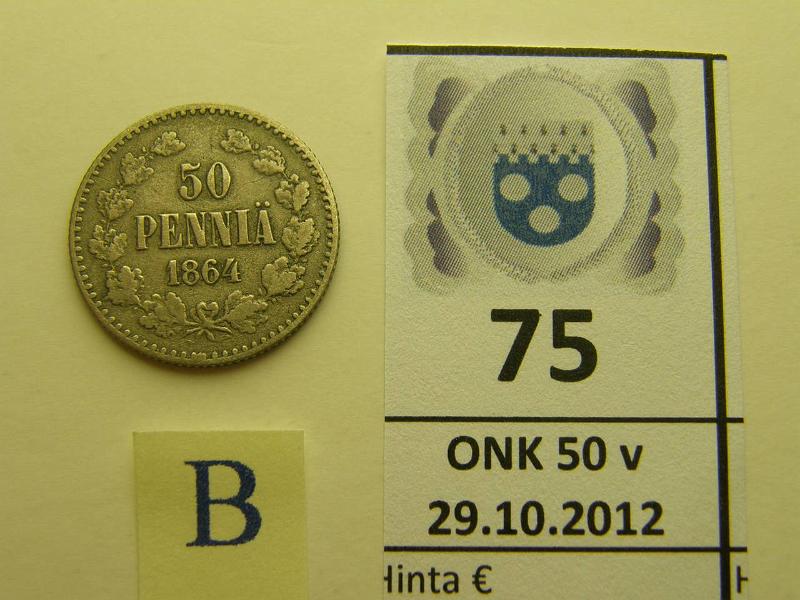 50
PENNIÄ
1864
B
75
ONK 50 v
29.10.2012
Hinta €
H